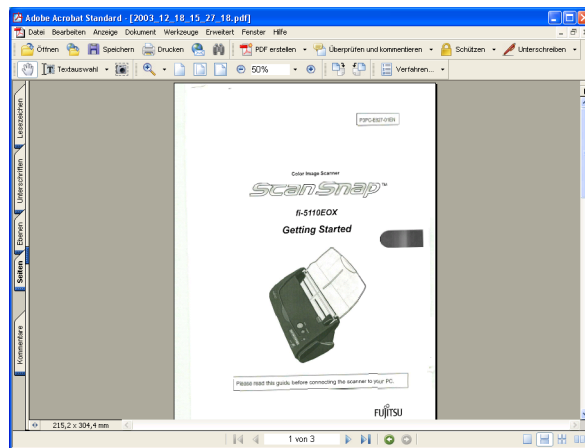 Adobe Acrobat Standard - [2003_12_18_15_27_18.pdf]
Datei Bearbeiten Anzeige Dokument Werkzeuge Erweitert Fenster Hilfe
Öffnen Speichern Drucken PDF erstellen Überprüfen und kommentieren Schützen Unterschreiben
Textauswahl 50% Verfahren...
Lesezeichen
Unterschriften
Ebenen
Seiten
Kommentare
P3PC-E927-01EN
Color Image Scanner
ScanSnap™
fi-5110EOX
Getting Started
Please read this guide before connecting the scanner to your PC.
FUJITSU
215,2 x 304,4 mm
1 von 3